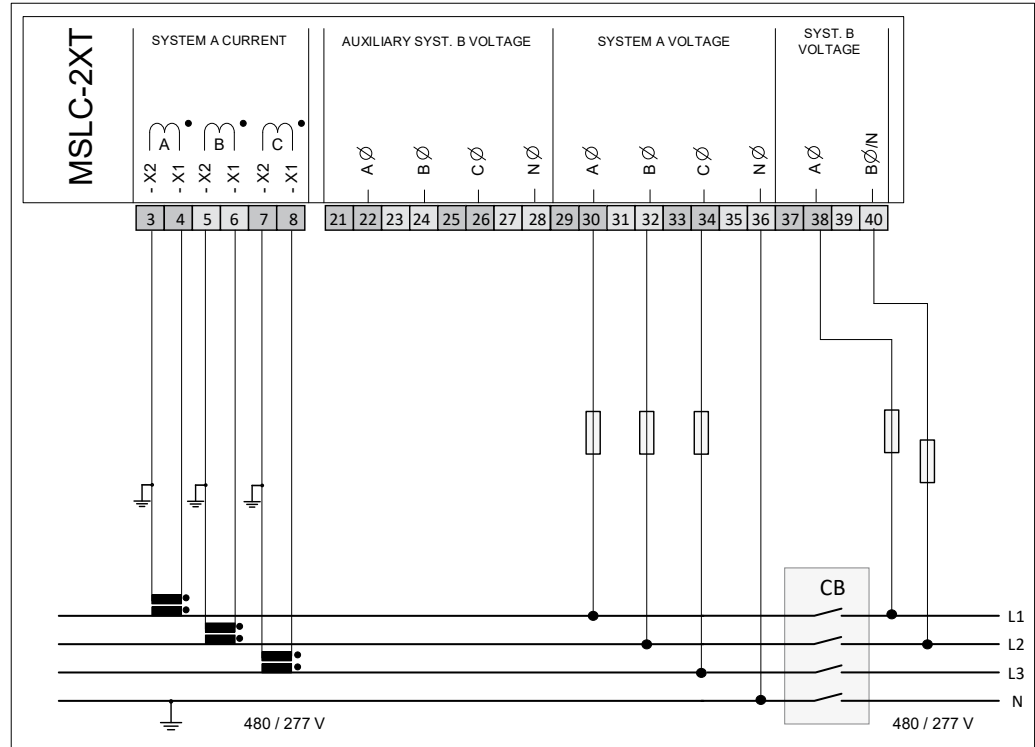 MSLC-2XT
SYSTEM A CURRENT
AUXILIARY SYST. B VOLTAGE
SYSTEM A VOLTAGE
SYST. B
VOLTAGE
A
B
C
- X2
- X1
- X2
- X1
- X2
- X1
A Ø
B Ø
C Ø
N Ø
A Ø
B Ø
C Ø
N Ø
A Ø
BØ/N
3 4 5 6 7 8
21 22 23 24 25 26 27 28 29 30 31 32 33 34 35 36 37 38 39 40
CB
L1
L2
L3
N
480 / 277 V
480 / 277 V